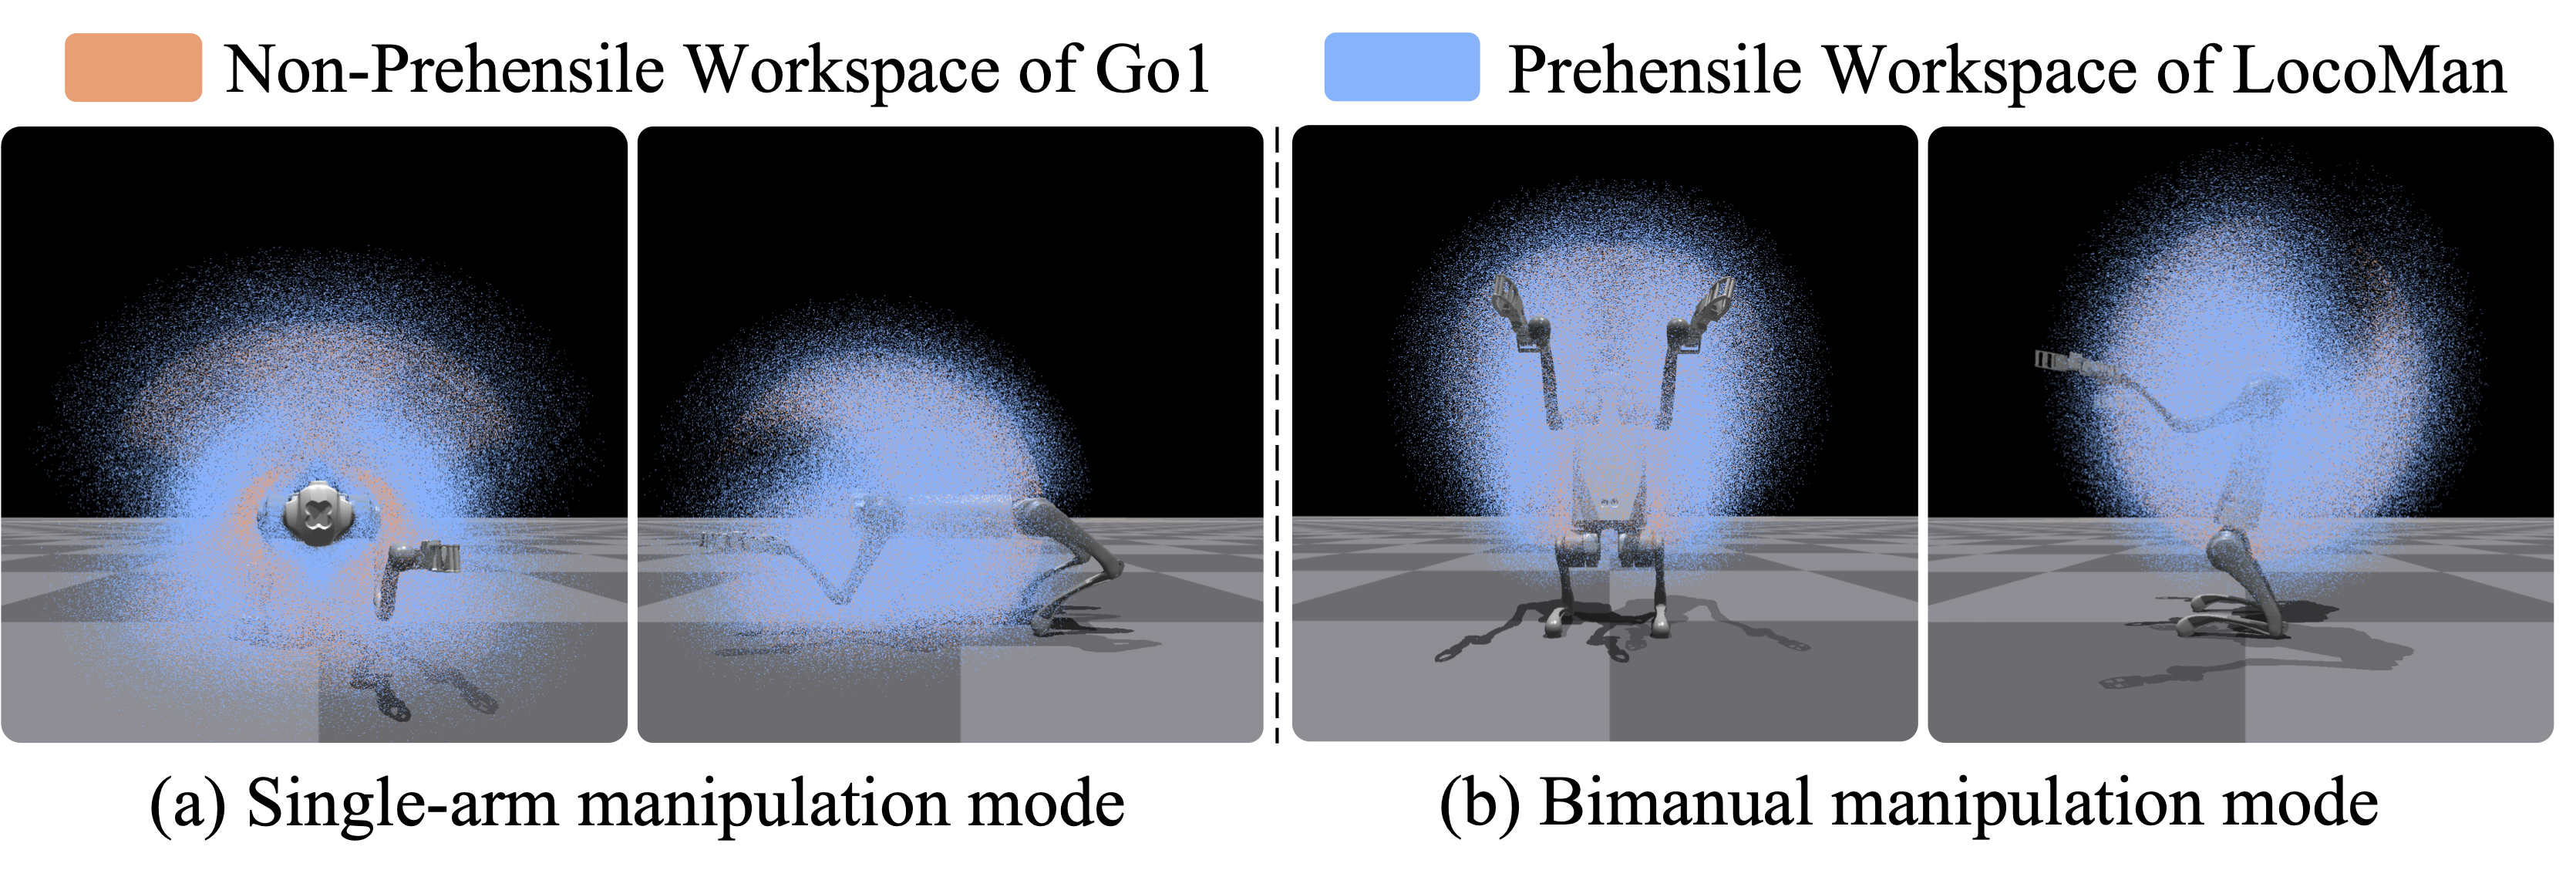 Non-Prehensile Workspace of Go1
Prehensile Workspace of LocoMan
(a) Single-arm manipulation mode
(b) Bimanual manipulation mode